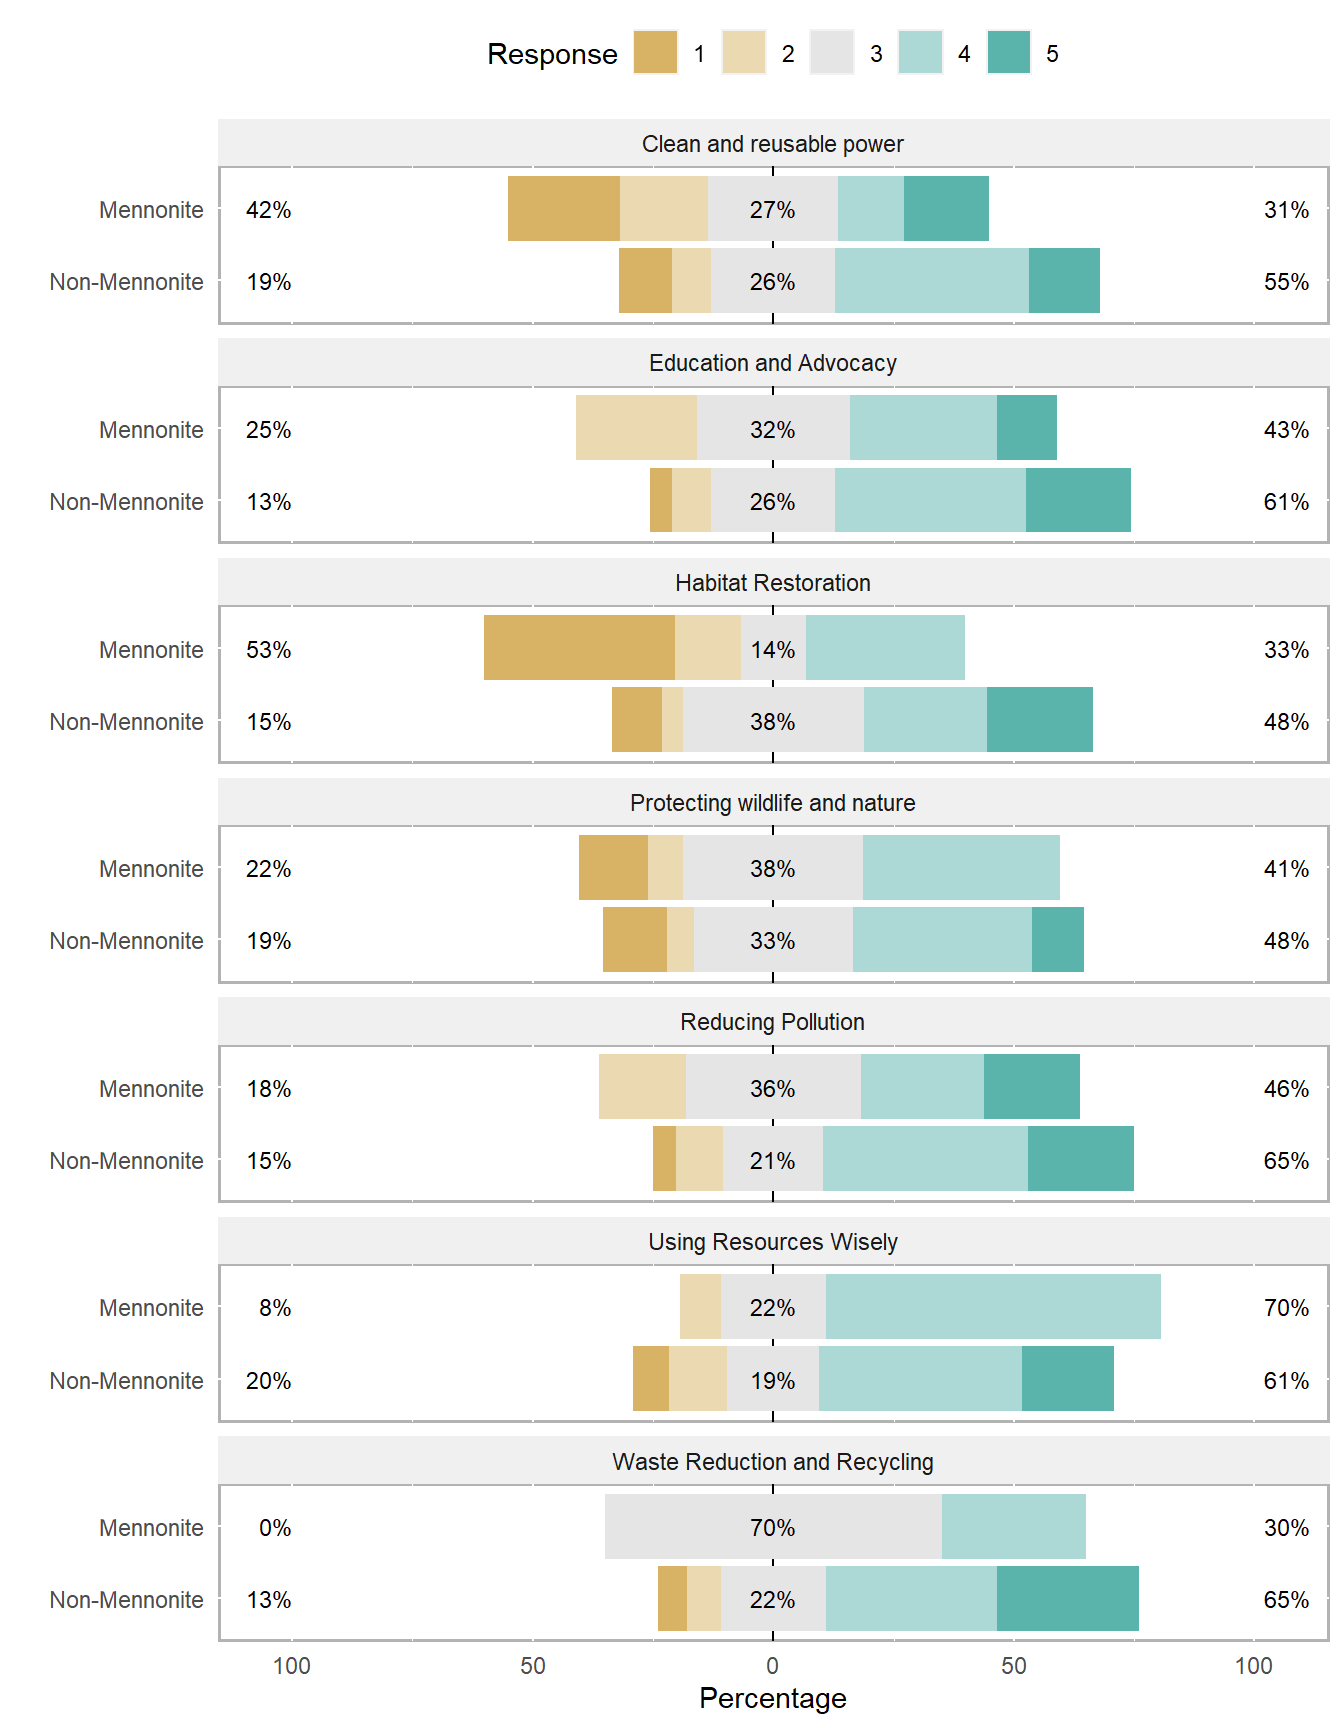 Response 1 2 3 4 5
Clean and reusable power
Mennonite 42% 27% 31%
Non-Mennonite 19% 26% 55%
Education and Advocacy
Mennonite 25% 32% 43%
Non-Mennonite 13% 26% 61%
Habitat Restoration
Mennonite 53% 14% 33%
Non-Mennonite 15% 38% 48%
Protecting wildlife and nature
Mennonite 22% 38% 41%
Non-Mennonite 19% 33% 48%
Reducing Pollution
Mennonite 18% 36% 46%
Non-Mennonite 15% 21% 65%
Using Resources Wisely
Mennonite 8% 22% 70%
Non-Mennonite 20% 19% 61%
Waste Reduction and Recycling
Mennonite 0% 70% 30%
Non-Mennonite 13% 22% 65%
100 50 0 50 100
Percentage